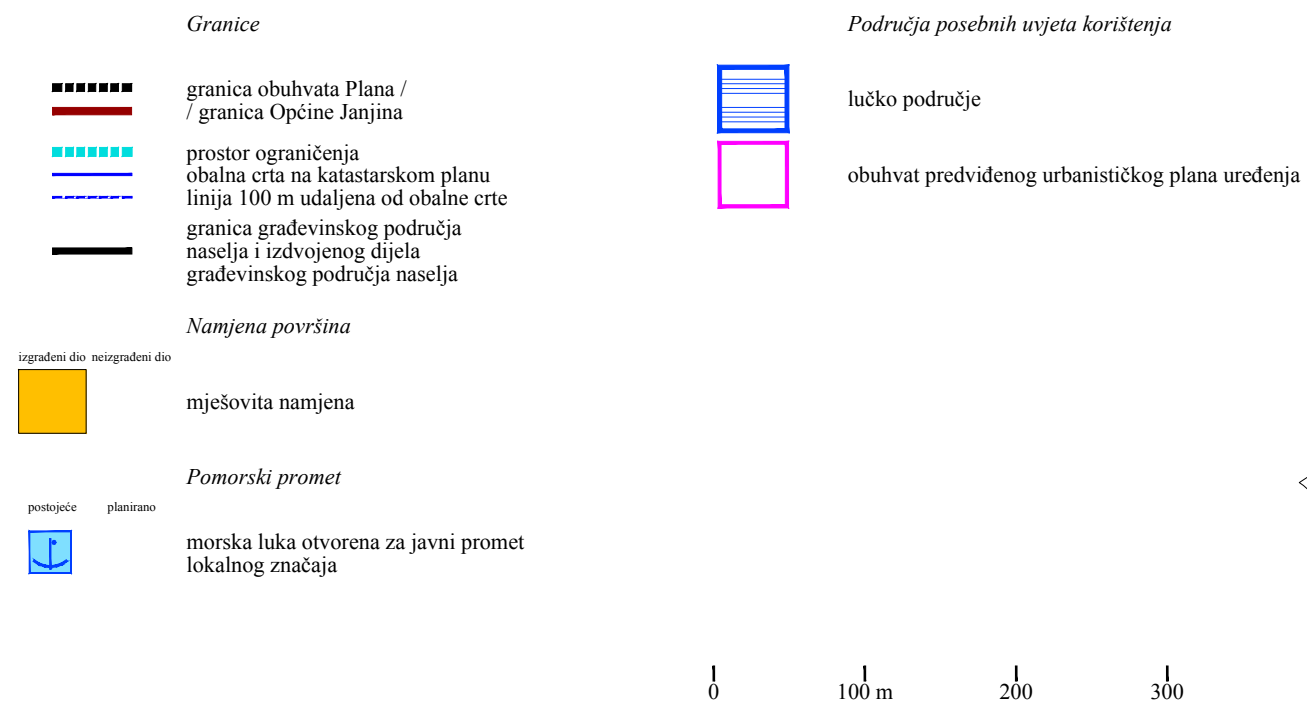 Granice
granica obuhvata Plana /
/ granica Općine Janjina
prostor ograničenja
obalna crta na katastarskom planu
linija 100 m udaljena od obalne crte
granica građevinskog područja
naselja i izdvojenog dijela
građevinskog područja naselja
Namjena površina
izgrađeni dio neizgrađeni dio
mješovita namjena
Pomorski promet
postojeće planirano
morska luka otvorena za javni promet
lokalnog značaja
Područja posebnih uvjeta korištenja
lučko područje
obuhvat predviđenog urbanističkog plana uređenja
0 100 m 200 300